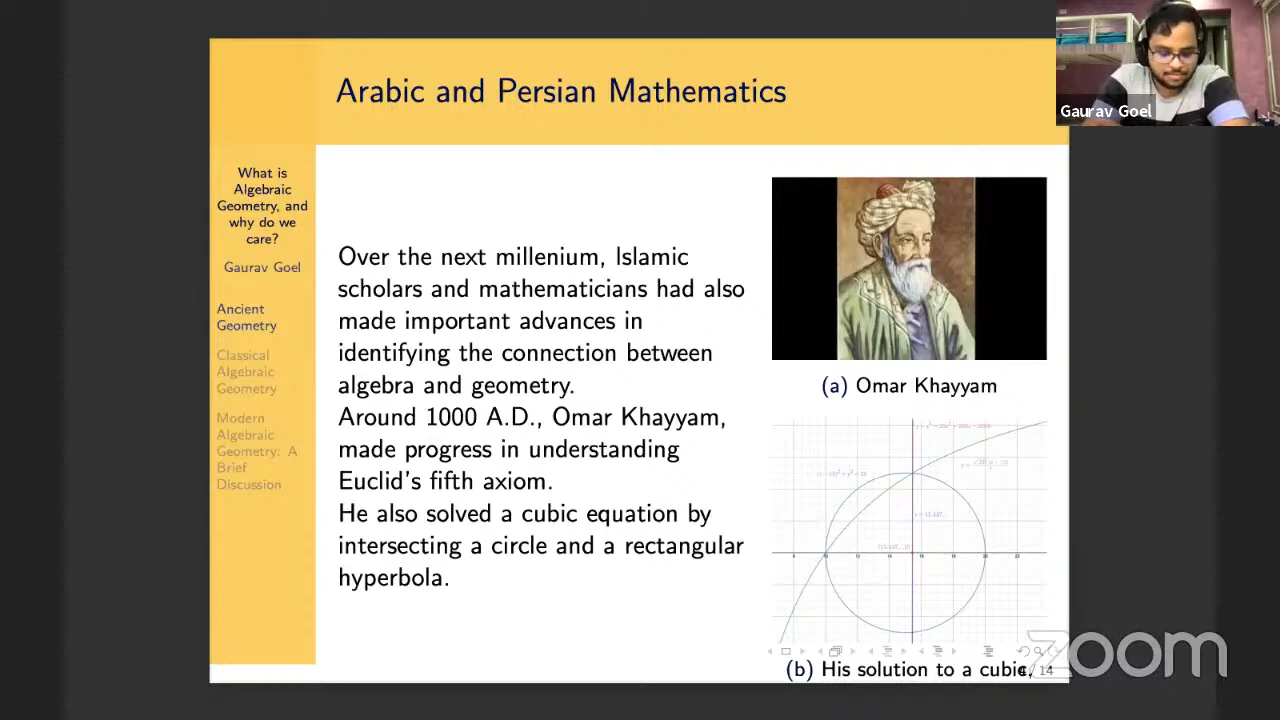 Arabic and Persian Mathematics
Gaurav Goel
What is
Algebraic
Geometry, and
why do we
care?
Gaurav Goel
Ancient
Geometry
Classical
Algebraic
Geometry
Modern
Algebraic
Geometry: A
Brief
Discussion
Over the next millenium, Islamic
scholars and mathematicians had also
made important advances in
identifying the connection between
algebra and geometry.
Around 1000 A.D., Omar Khayyam,
made progress in understanding
Euclid's fifth axiom.
He also solved a cubic equation by
intersecting a circle and a rectangular
hyperbola.
(a) Omar Khayyam
(b) His solution to a cubic.
14
zoom